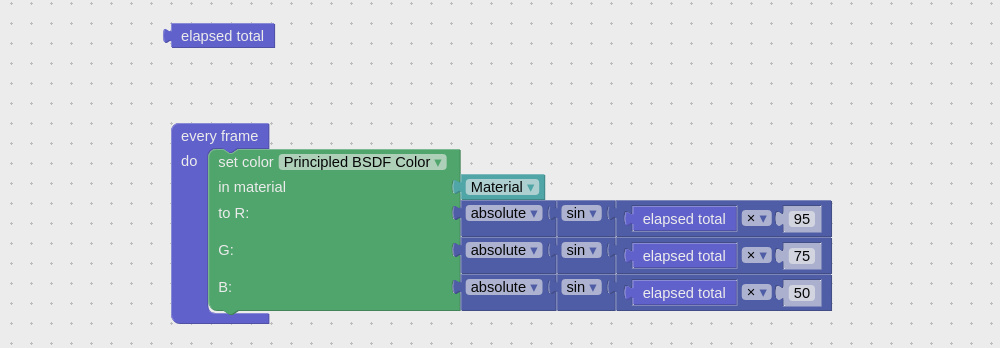 elapsed total
every frame
do set color Principled BSDF Color
in material Material
to R: absolute sin elapsed total × 95
G: absolute sin elapsed total × 75
B: absolute sin elapsed total × 50